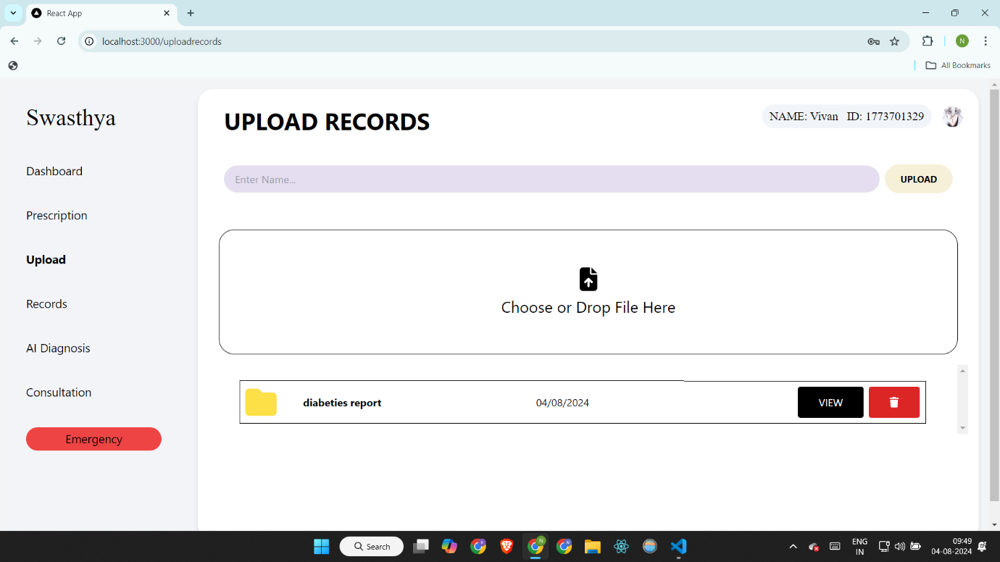 React App
localhost:3000/uploadrecords
N
All Bookmarks
Swasthya
UPLOAD RECORDS
NAME: Vivan ID: 1773701329
Dashboard
Enter Name...
UPLOAD
Prescription
Upload
Choose or Drop File Here
Records
AI Diagnosis
Consultation
diabeties report 04/08/2024 VIEW
Emergency
Search
ENG
IN
09:49
04-08-2024